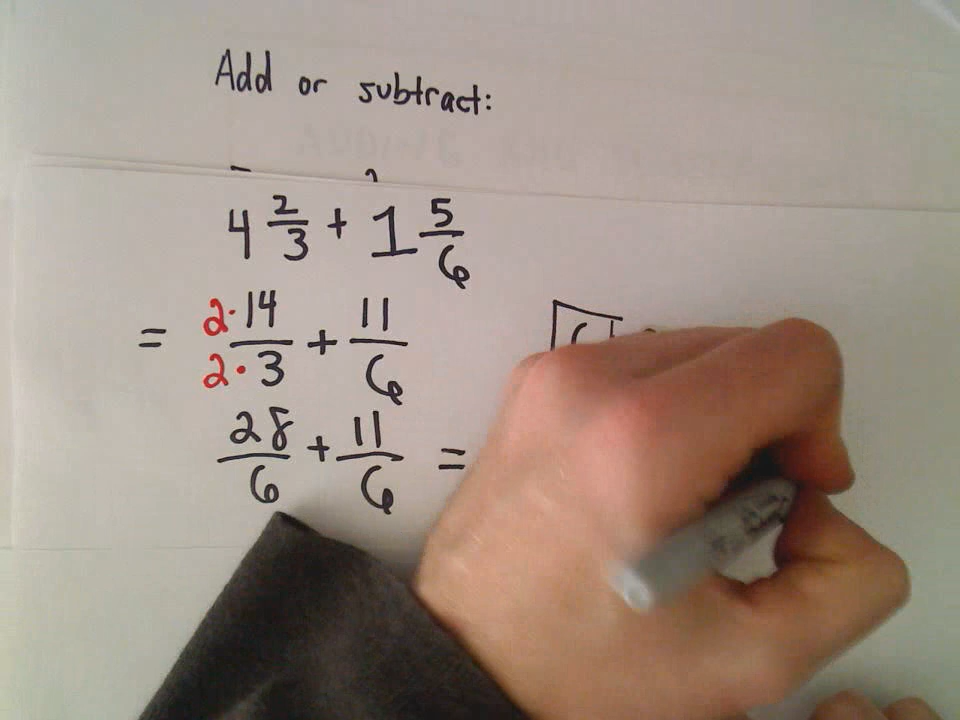 Add or subtract:
4 2/3 + 1 5/6
= 2·14/2·3 + 11/6
28/6 + 11/6 =